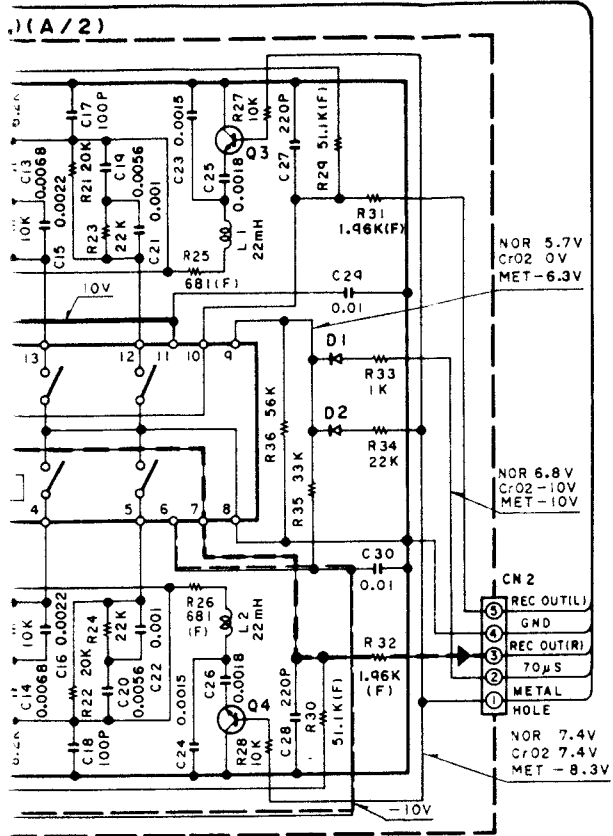 .)(A/2)
8.2K
C17
100P
C13
0.0068
0.0022
R21 20K
C19
0.0056
C23 0.0015
C25
0.0018
R27
10K
Q3
220P
C27
R29 51.1K(F)
10K
C15
R23
22K
C21
0.001
L1
22mH
R25
681(F)
R31
1.96K(F)
NOR 5.7V
CrO2 0V
MET-6.3V
10V
C29
0.01
13
12
11
10
9
D1
R33
1K
R36 56K
D2
R34
22K
R35 33K
4
5
6
7
8
NOR 6.8V
CrO2-10V
MET-10V
C30
0.01
CN2
5 REC OUT(L)
4 GND
3 REC OUT(R)
2 70μS
1 METAL
HOLE
10K
C16 0.0022
R24
22K
0.001
R26
681
(F)
L2
22mH
R32
1.96K
(F)
C14
0.0068
R22 20K
C20
0.0056
C22
C24 0.0015
C26
0.0018
Q4
220P
C28
R30
51.1K(F)
8.2K
C18
100P
R28
10K
NOR 7.4V
CrO2 7.4V
MET -8.3V
-10V